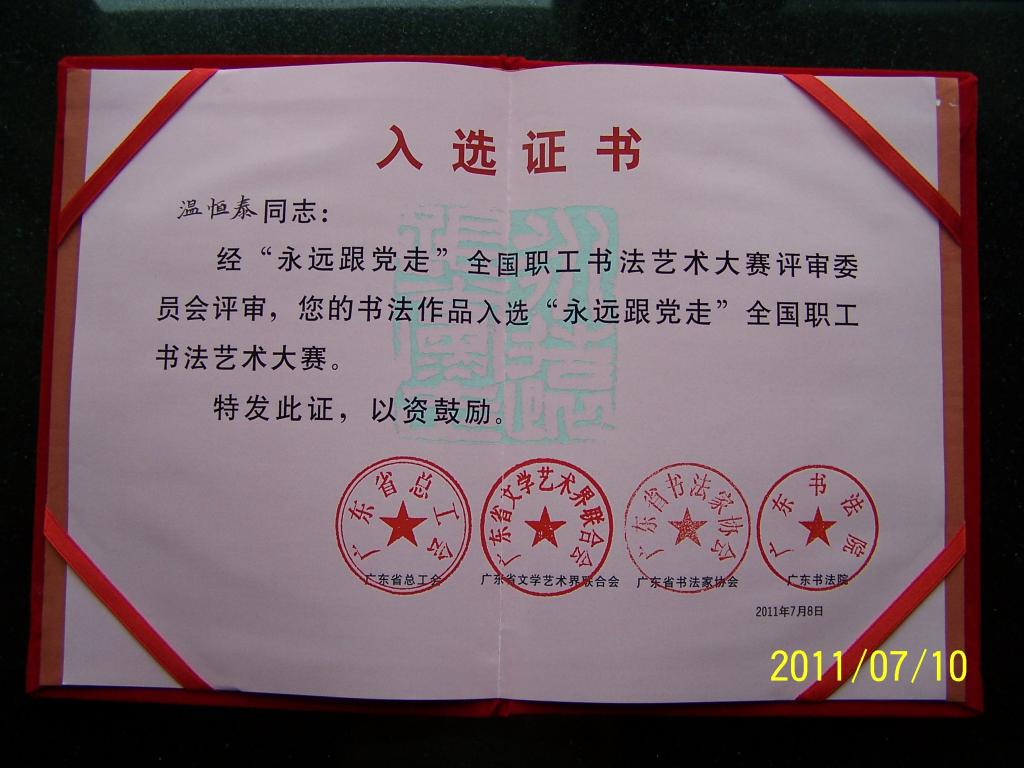 入选证书
温恒泰同志：
经“永远跟党走”全国职工书法艺术大赛评审委
员会评审，您的书法作品入选“永远跟党走”全国职工
书法艺术大赛。
特发此证，以资鼓励。
广东省总工会
广东省文学艺术界联合会
广东省书法家协会
广东书法院
广东省总工会 广东省文学艺术界联合会 广东省书法家协会 广东书法院
2011年7月8日
2011/07/10